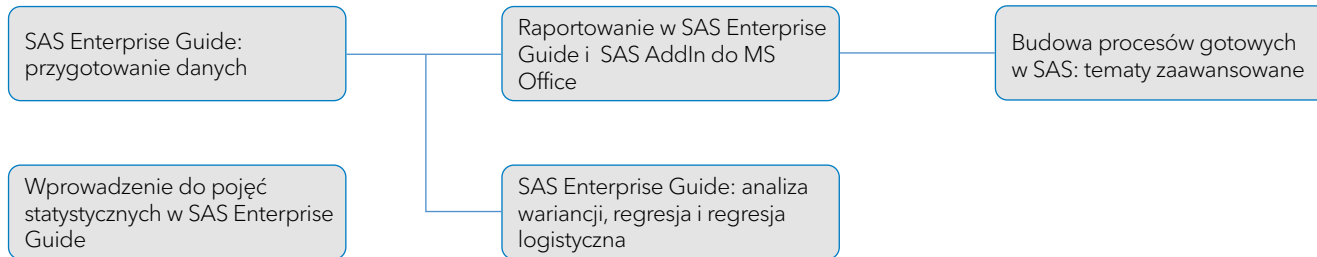 SAS Enterprise Guide:
przygotowanie danych
Raportowanie w SAS Enterprise
Guide i SAS AddIn do MS
Office
Budowa procesów gotowych
w SAS: tematy zaawansowane
Wprowadzenie do pojęć
statystycznych w SAS Enterprise
Guide
SAS Enterprise Guide: analiza
wariancji, regresja i regresja
logistyczna